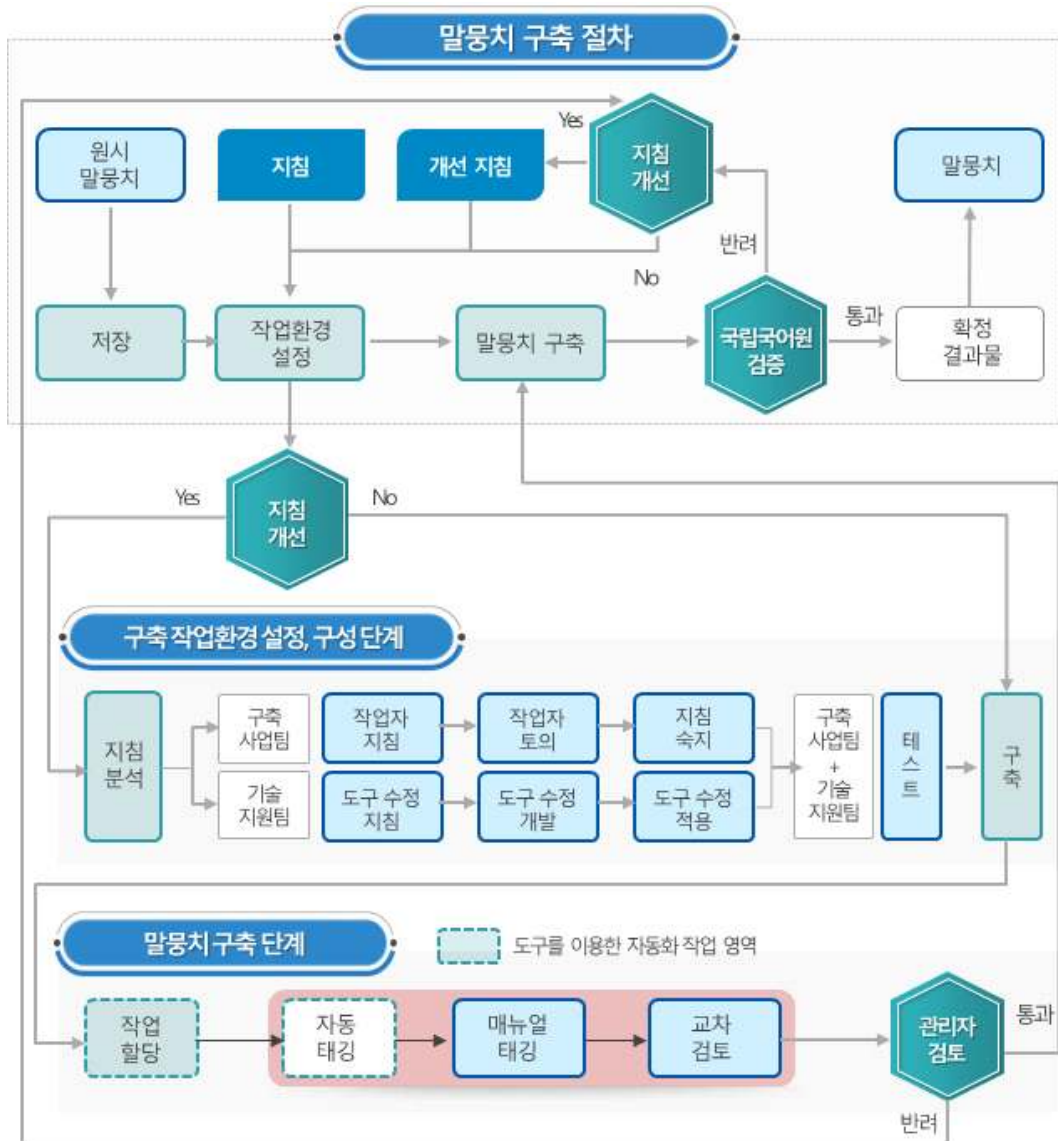 말뭉치 구축 절차
원시
말뭉치
지침
개선 지침
Yes
지침
개선
말뭉치
반려
No
저장
작업환경
설정
말뭉치 구축
국립국어원
검증
통과
확정
결과물
Yes
지침
개선
No
구축 작업환경 설정, 구성 단계
지침
분석
구축
사업팀
작업자
지침
작업자
토의
지침
숙지
기술
지원팀
도구 수정
지침
도구 수정
개발
도구 수정
적용
구축
사업팀
+
기술
지원팀
테
스
트
구
축
말뭉치 구축 단계
도구를 이용한 자동화 작업 영역
작업
할당
자동
태깅
매뉴얼
태깅
교차
검토
관리자
검토
통과
반려